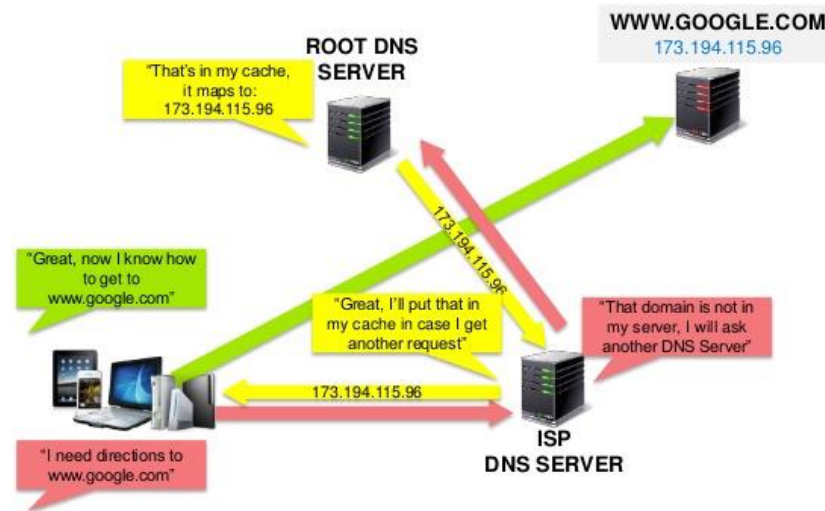 WWW.GOOGLE.COM
173.194.115.96
ROOT DNS
SERVER
“That's in my cache,
it maps to:
173.194.115.96
173.194.115.96
“Great, now I know how
to get to
www.google.com”
“Great, I'll put that in
my cache in case I get
another request”
“That domain is not in
my server, I will ask
another DNS Server”
173.194.115.96
ISP
DNS SERVER
“I need directions to
www.google.com”